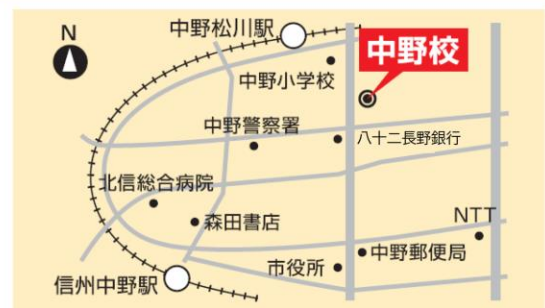 N
中野松川駅
中野校
中野小学校
中野警察署
八十二長野銀行
北信総合病院
森田書店
NTT
中野郵便局
市役所
信州中野駅